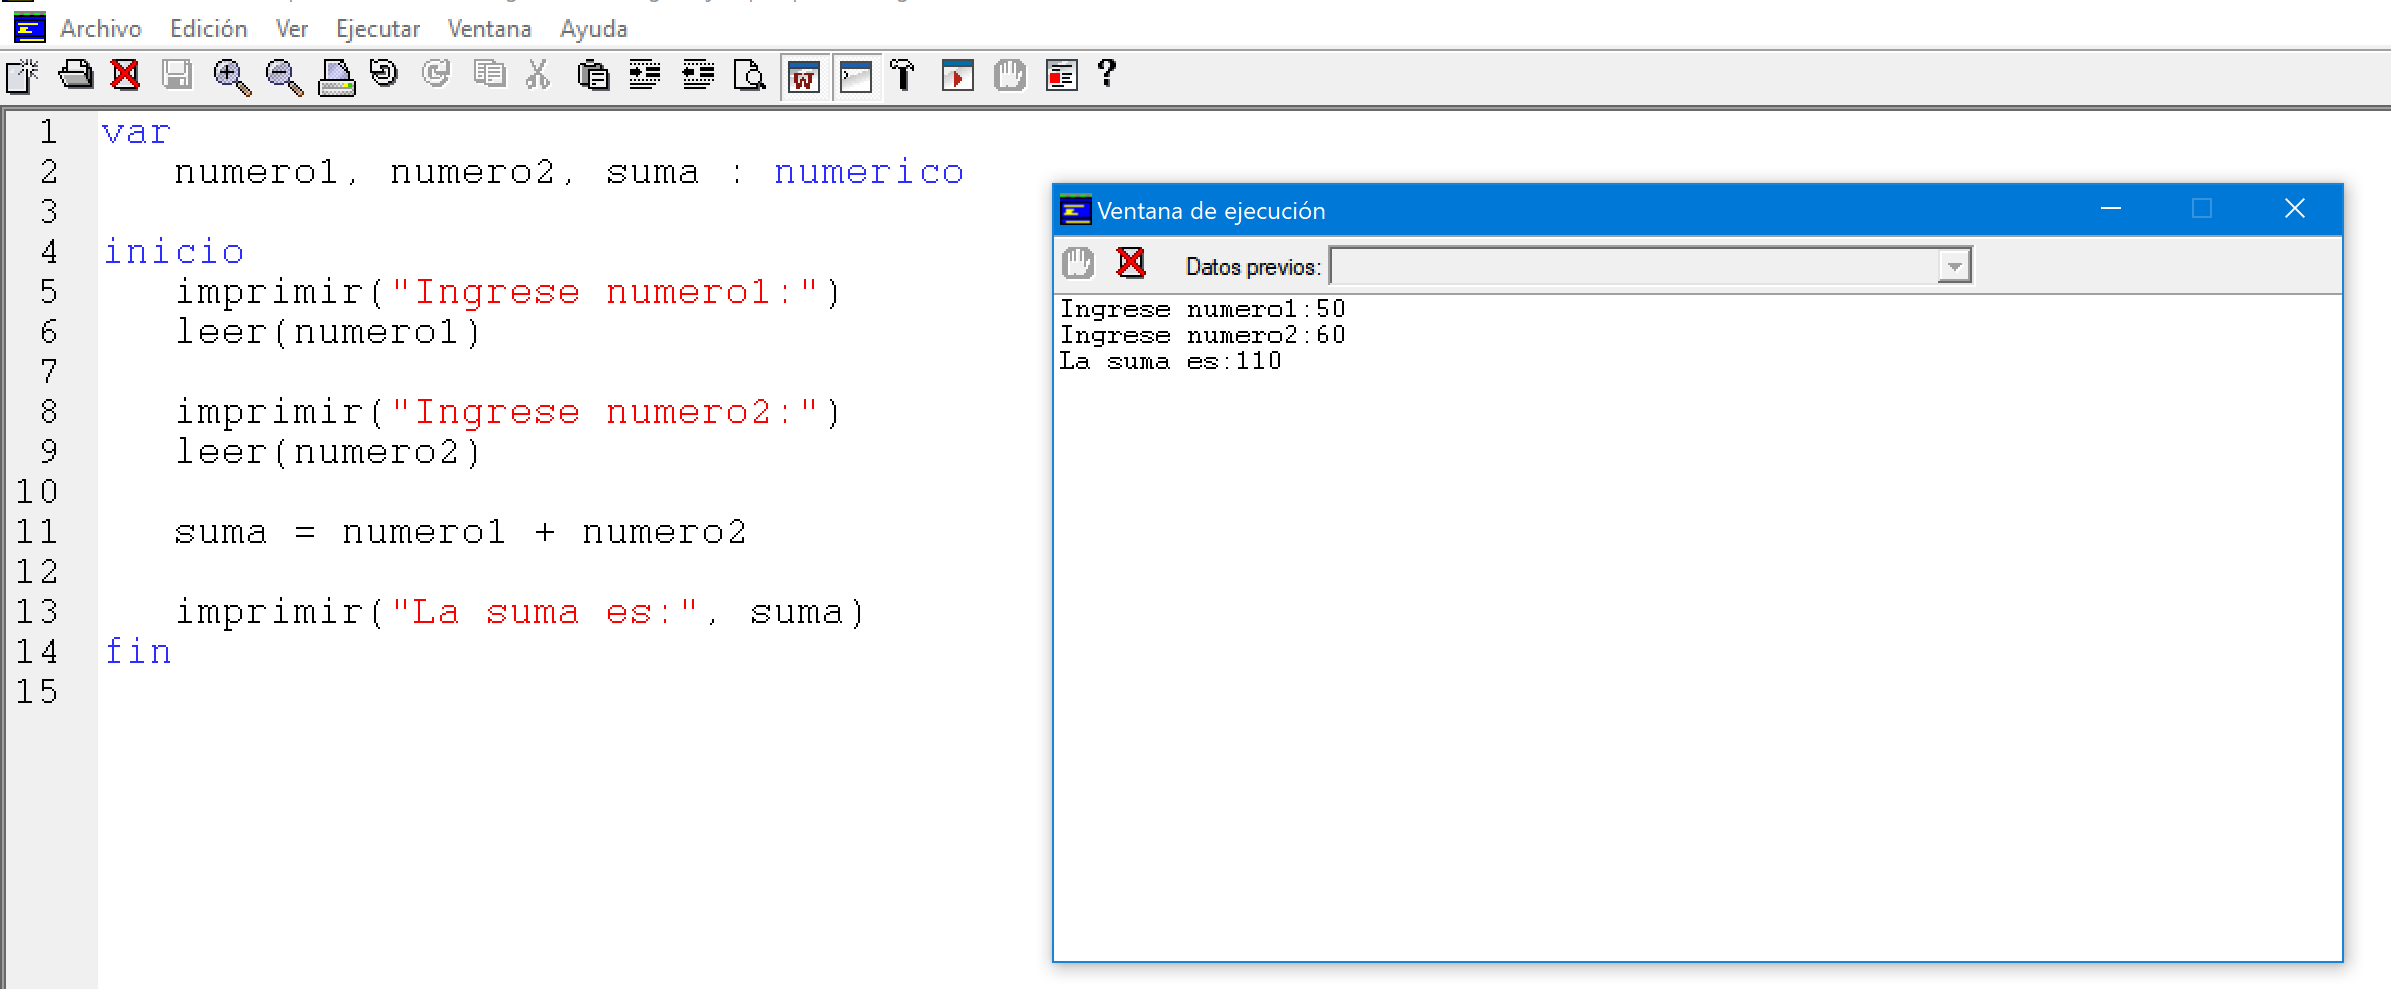 Archivo Edición Ver Ejecutar Ventana Ayuda
1 var
2 numero1, numero2, suma : numerico
3
4 inicio
5 imprimir("Ingrese numero1:")
6 leer(numero1)
7
8 imprimir("Ingrese numero2:")
9 leer(numero2)
10
11 suma = numero1 + numero2
12
13 imprimir("La suma es:", suma)
14 fin
15
Ventana de ejecución
Datos previos:
Ingrese numero1:50
Ingrese numero2:60
La suma es:110